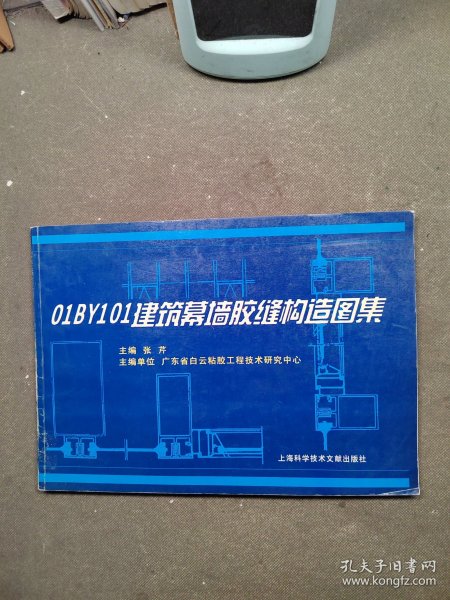 01BY101建筑幕墙胶缝构造图集
主编 张芹
主编单位 广东省白云粘胶工程技术研究中心
上海科学技术文献出版社
孔夫子旧书网
www.kongfz.com